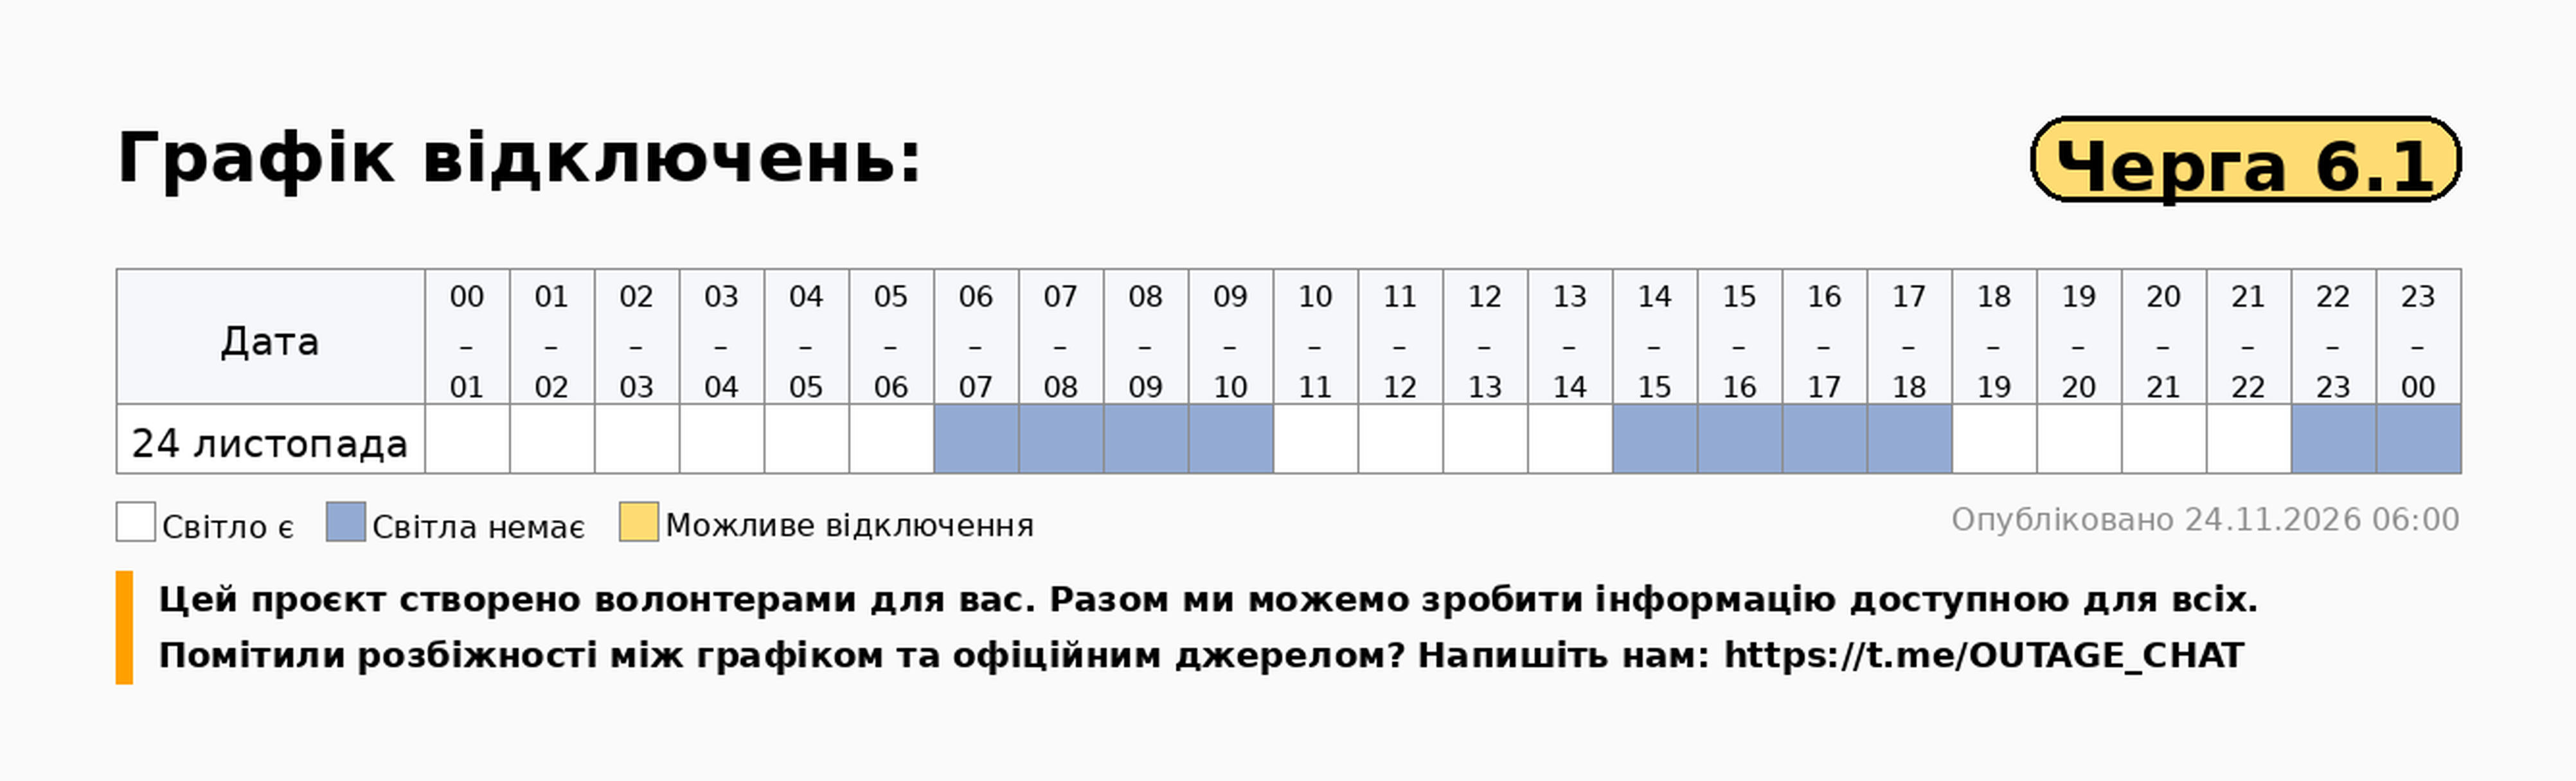 Графік відключень:
Черга 6.1
Дата 00–01 01–02 02–03 03–04 04–05 05–06 06–07 07–08 08–09 09–10 10–11 11–12 12–13 13–14 14–15 15–16 16–17 17–18 18–19 19–20 20–21 21–22 22–23 23–00
24 листопада
Світло є Світла немає Можливе відключення
Опубліковано 24.11.2026 06:00
Цей проєкт створено волонтерами для вас. Разом ми можемо зробити інформацію доступною для всіх.
Помітили розбіжності між графіком та офіційним джерелом? Напишіть нам: https://t.me/OUTAGE_CHAT